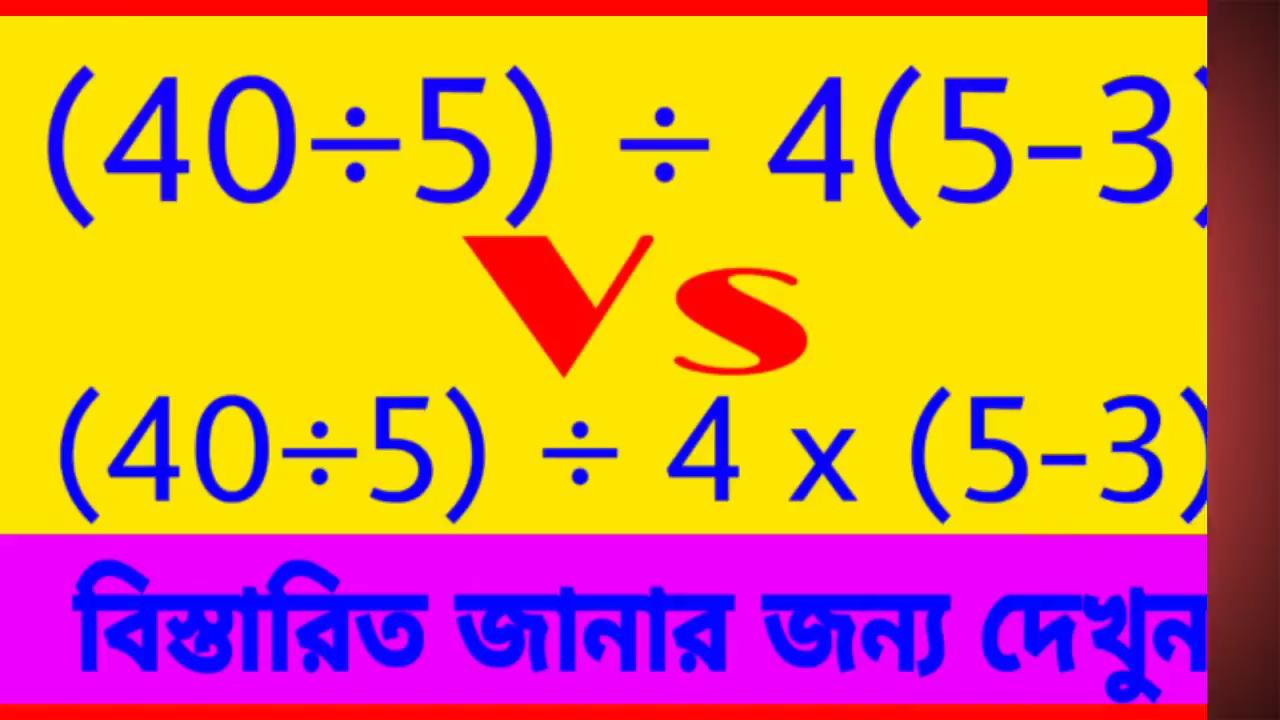 (40÷5) ÷ 4(5-3)
Vs
(40÷5) ÷ 4 x (5-3)
বিস্তারিত জানার জন্য দেখুন